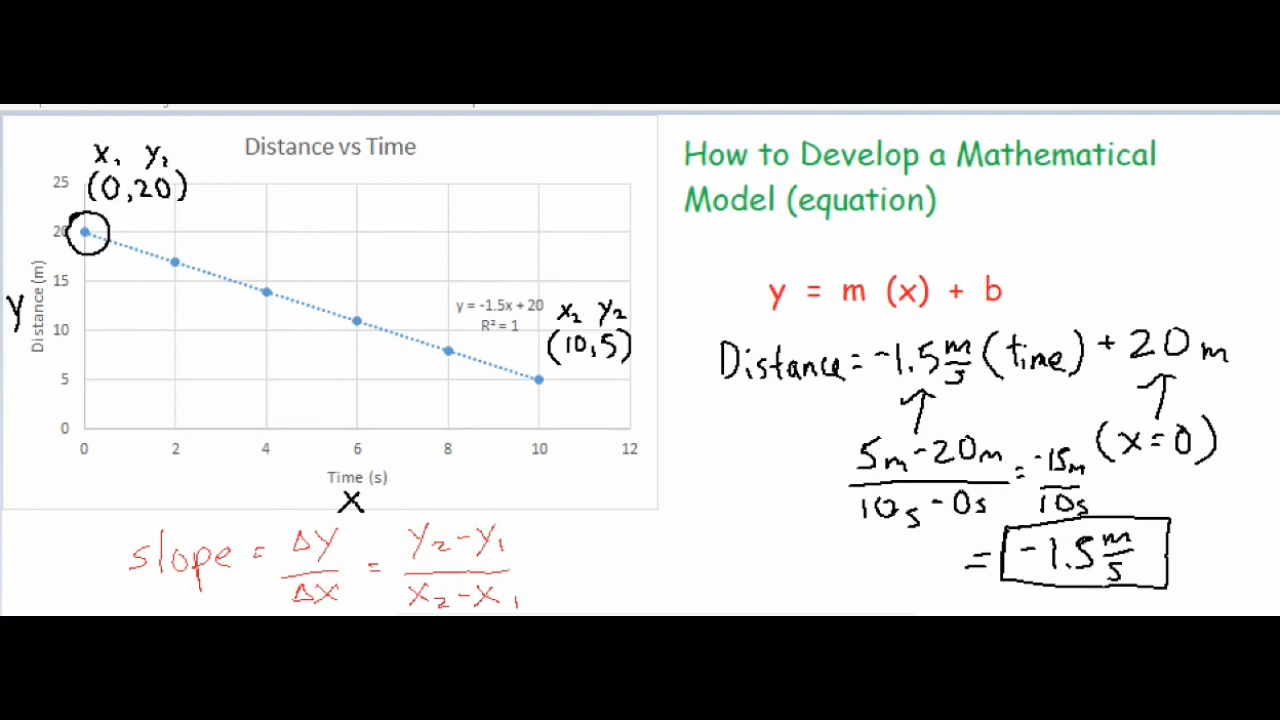 Distance vs Time
x₁ y₁
(0,20)
25
20
15
10
5
0
Y
Distance (m)
y = -1.5x + 20
R² = 1
x₂ y₂
(10,5)
0 2 4 6 8 10 12
Time (s)
X
slope = ΔY/ΔX = Y₂-Y₁/X₂-X₁
How to Develop a Mathematical
Model (equation)
y = m (x) + b
Distance = -1.5 m/s (time) + 20 m
(x=0)
5m-20m/10s-0s = -15m/10s
= -1.5 m/s